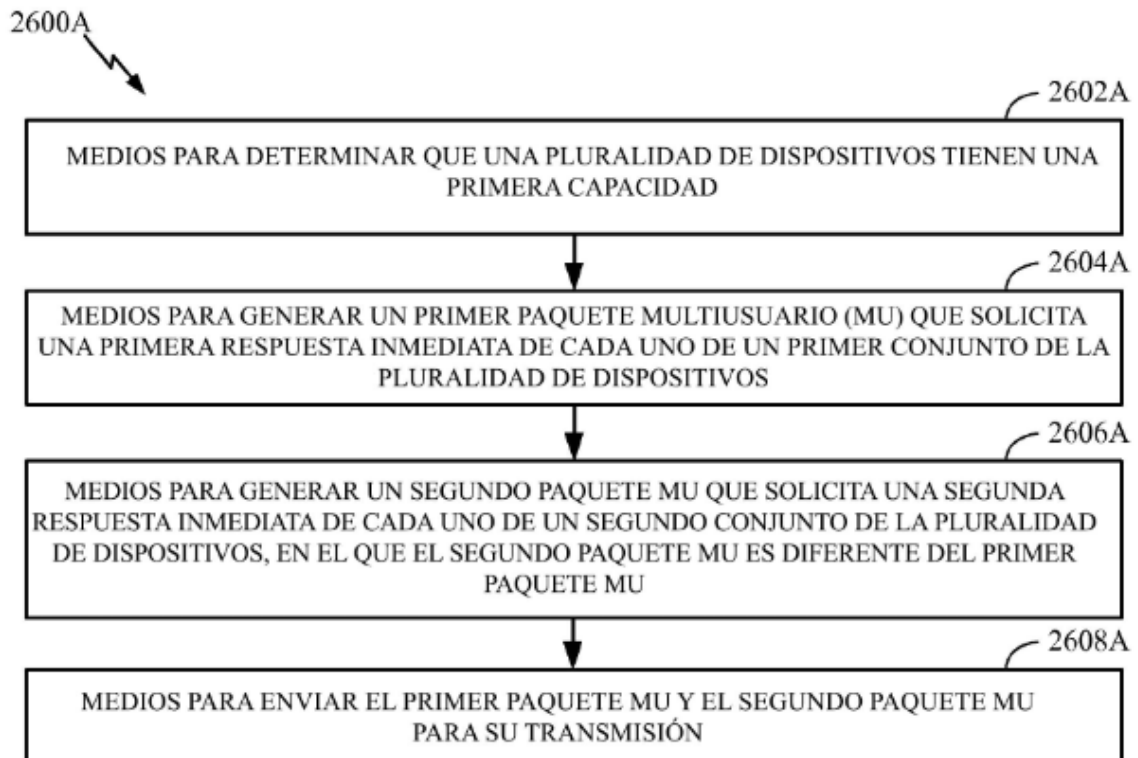 2600A
2602A
MEDIOS PARA DETERMINAR QUE UNA PLURALIDAD DE DISPOSITIVOS TIENEN UNA
PRIMERA CAPACIDAD
2604A
MEDIOS PARA GENERAR UN PRIMER PAQUETE MULTIUSUARIO (MU) QUE SOLICITA
UNA PRIMERA RESPUESTA INMEDIATA DE CADA UNO DE UN PRIMER CONJUNTO DE LA
PLURALIDAD DE DISPOSITIVOS
2606A
MEDIOS PARA GENERAR UN SEGUNDO PAQUETE MU QUE SOLICITA UNA SEGUNDA
RESPUESTA INMEDIATA DE CADA UNO DE UN SEGUNDO CONJUNTO DE LA PLURALIDAD
DE DISPOSITIVOS, EN EL QUE EL SEGUNDO PAQUETE MU ES DIFERENTE DEL PRIMER
PAQUETE MU
2608A
MEDIOS PARA ENVIAR EL PRIMER PAQUETE MU Y EL SEGUNDO PAQUETE MU
PARA SU TRANSMISIÓN